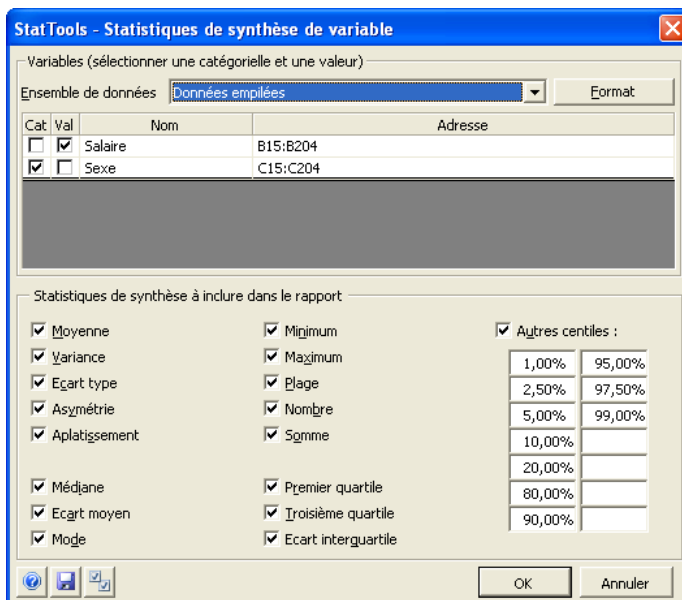 StatTools - Statistiques de synthèse de variable
Variables (sélectionner une catégorielle et une valeur)
Ensemble de données Données empilées Format
Cat Val Nom Adresse
Salaire B15:B204
Sexe C15:C204
Statistiques de synthèse à inclure dans le rapport
Moyenne Minimum Autres centiles :
Variance Maximum 1,00% 95,00%
Ecart type Plage 2,50% 97,50%
Asymétrie Nombre 5,00% 99,00%
Aplatissement Somme 10,00%
20,00%
Médiane Premier quartile 80,00%
Ecart moyen Troisième quartile 90,00%
Mode Ecart interquartile
OK Annuler